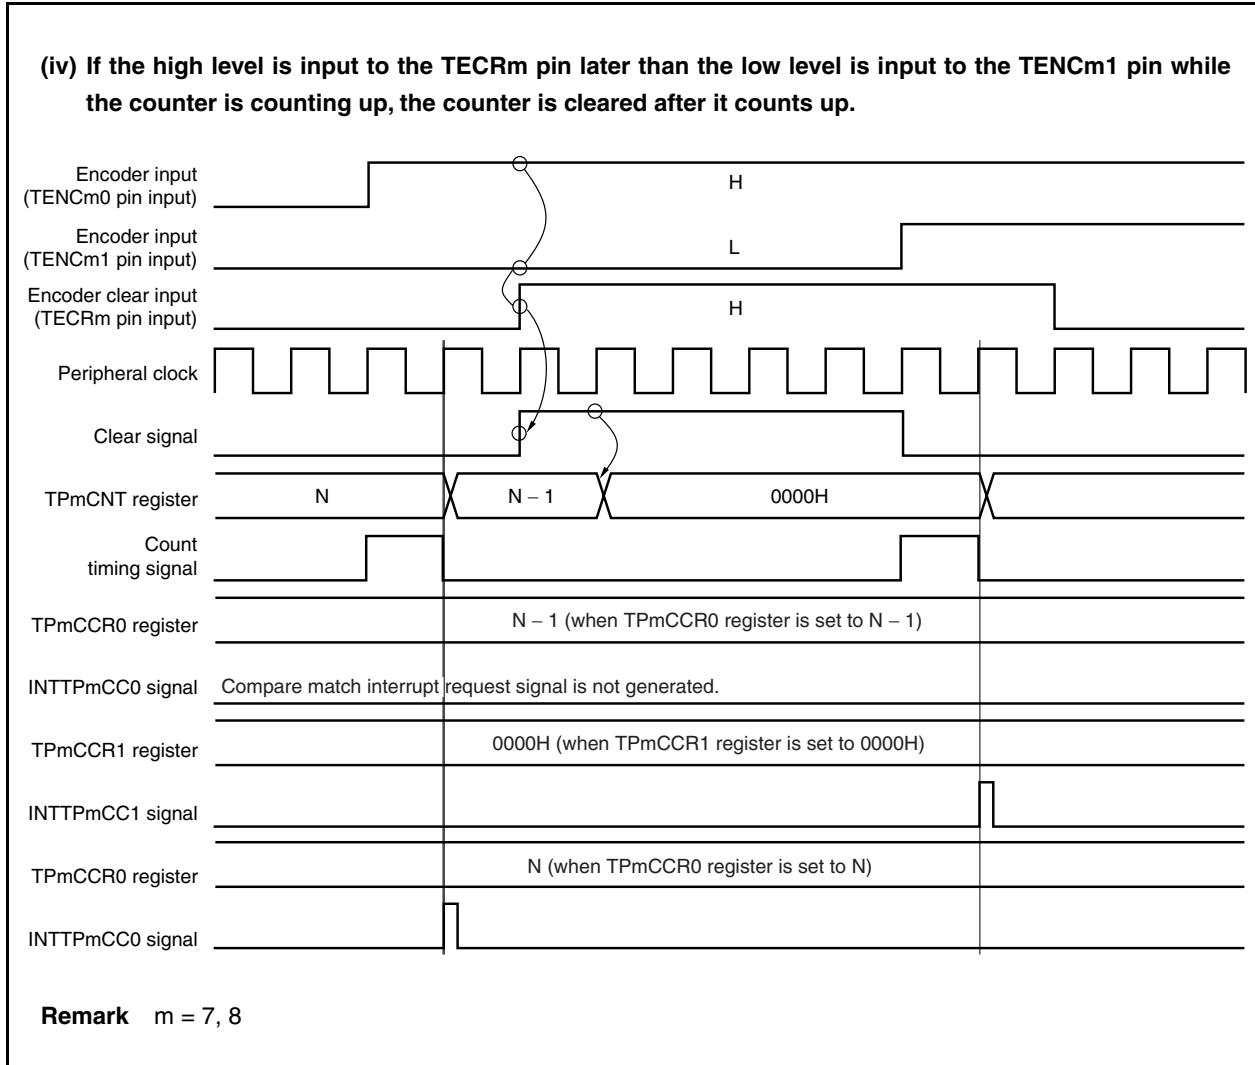 (iv) If the high level is input to the TECRm pin later than the low level is input to the TENCm1 pin while
the counter is counting up, the counter is cleared after it counts up.
Encoder input
(TENCm0 pin input)
H
Encoder input
(TENCm1 pin input)
L
Encoder clear input
(TECRm pin input)
H
Peripheral clock
Clear signal
TPmCNT register
N
N – 1
0000H
Count
timing signal
TPmCCR0 register
N – 1 (when TPmCCR0 register is set to N – 1)
INTTPmCC0 signal
Compare match interrupt request signal is not generated.
TPmCCR1 register
0000H (when TPmCCR1 register is set to 0000H)
INTTPmCC1 signal
TPmCCR0 register
N (when TPmCCR0 register is set to N)
INTTPmCC0 signal
Remark m = 7, 8